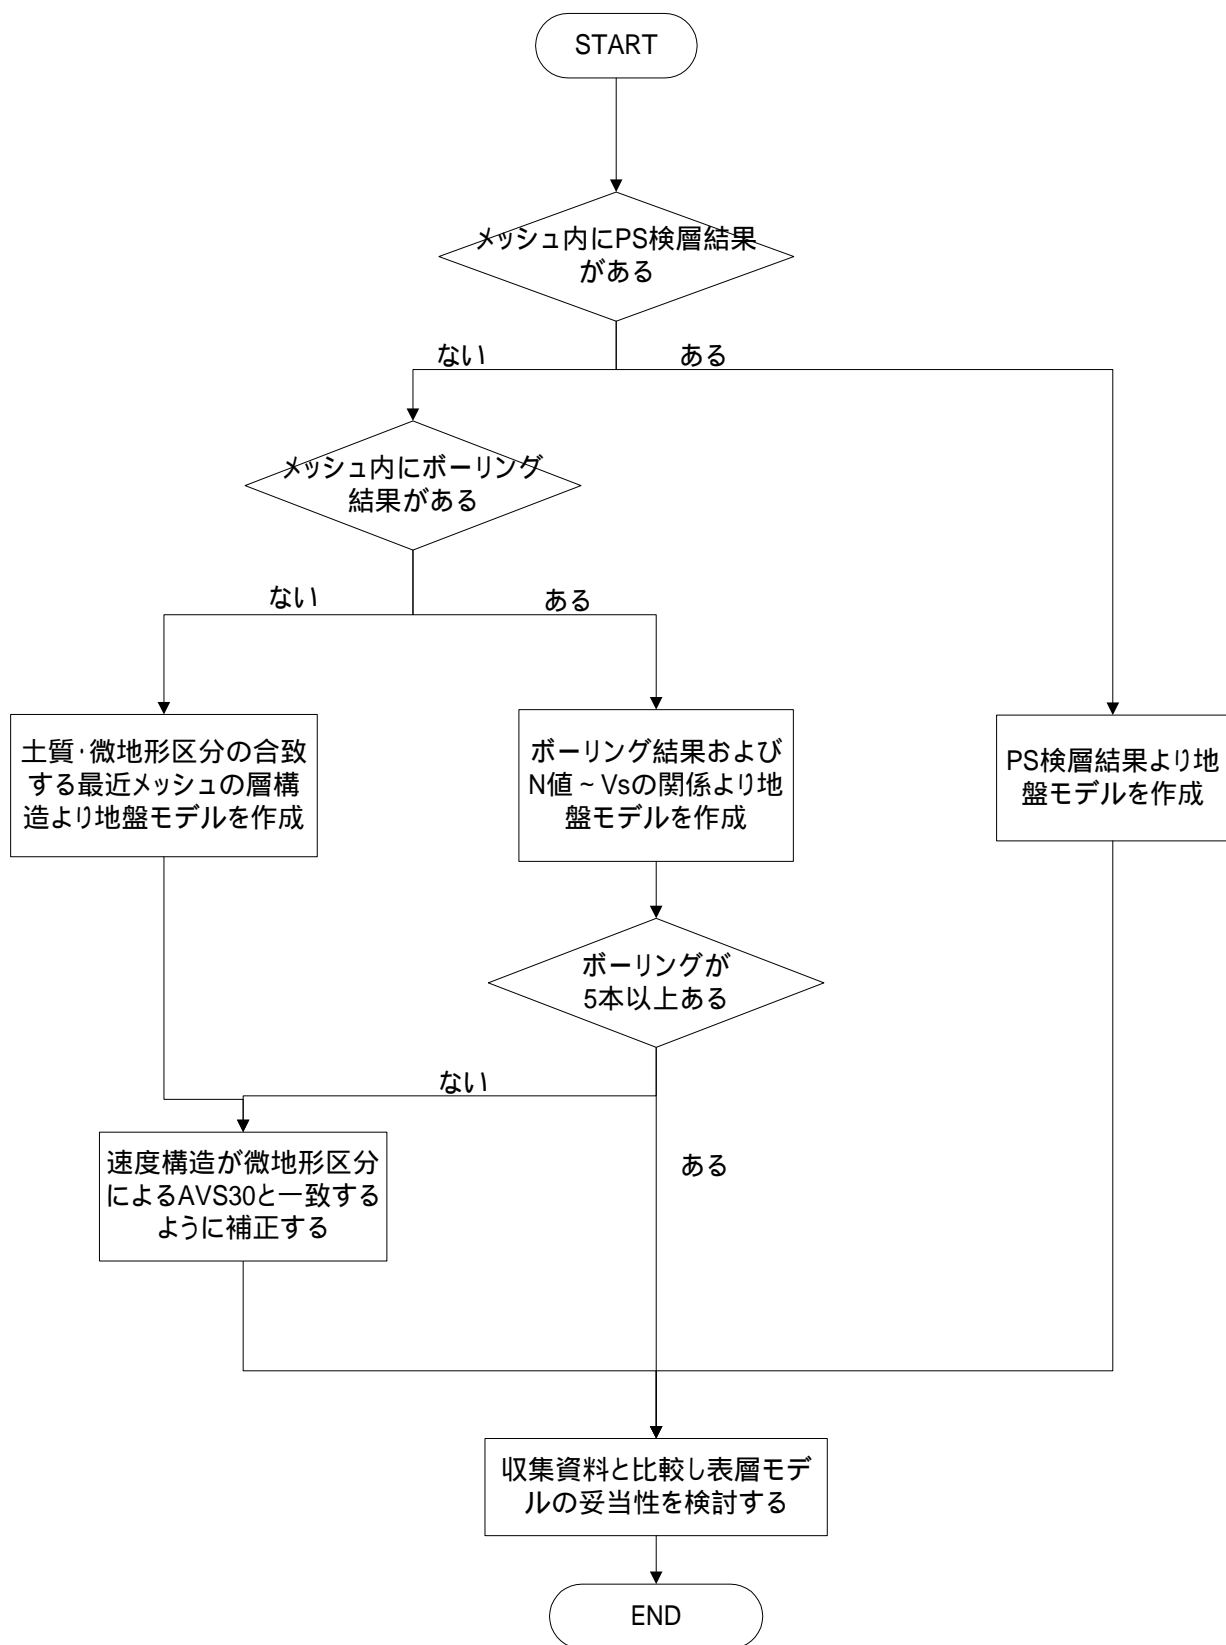 START
メッシュ内にPS検層結果
がある
ない
ある
メッシュ内にボーリング
結果がある
ない
ある
土質・微地形区分の合致
する最近メッシュの層構
造より地盤モデルを作成
ボーリング結果および
N値 ~ Vsの関係より地
盤モデルを作成
PS検層結果より地
盤モデルを作成
ボーリングが
5本以上ある
ない
ある
速度構造が微地形区分
によるAVS30と一致する
ように補正する
収集資料と比較し表層モデ
ルの妥当性を検討する
END